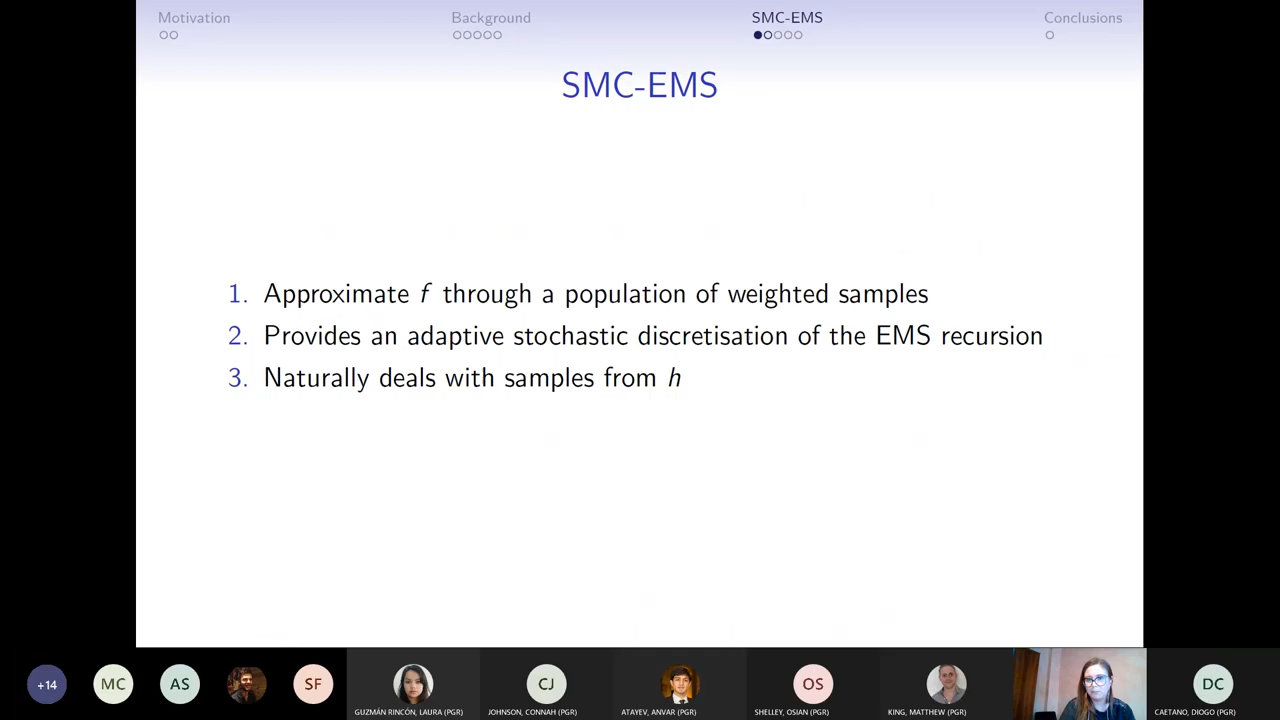 Motivation
Background
SMC-EMS
Conclusions
SMC-EMS
1. Approximate f through a population of weighted samples
2. Provides an adaptive stochastic discretisation of the EMS recursion
3. Naturally deals with samples from h
+14
MC
AS
SF
CJ
OS
DC
GUZMÁN RINCÓN, LAURA (PGR)
JOHNSON, CONNAH (PGR)
ATAYEV, ANVAR (PGR)
SHELLEY, OSIAN (PGR)
KING, MATTHEW (PGR)
CAETANO, DIOGO (PGR)